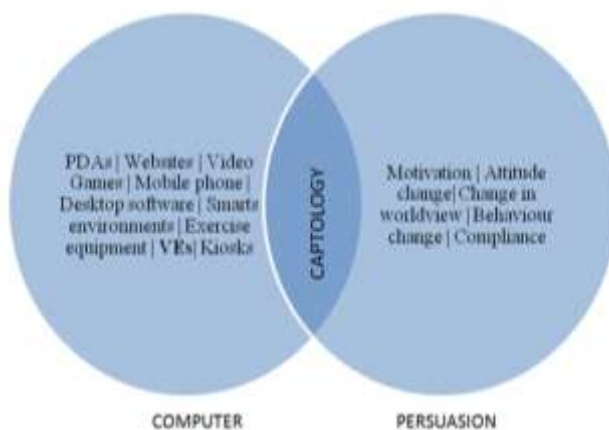 PDAs | Websites | Video
Games | Mobile phone |
Desktop software | Smarts
environments | Exercise
equipment | VEs| Kiosks
CAPTOLOGY
Motivation | Attitude
change| Change in
worldview | Behaviour
change | Compliance
COMPUTER
PERSUASION